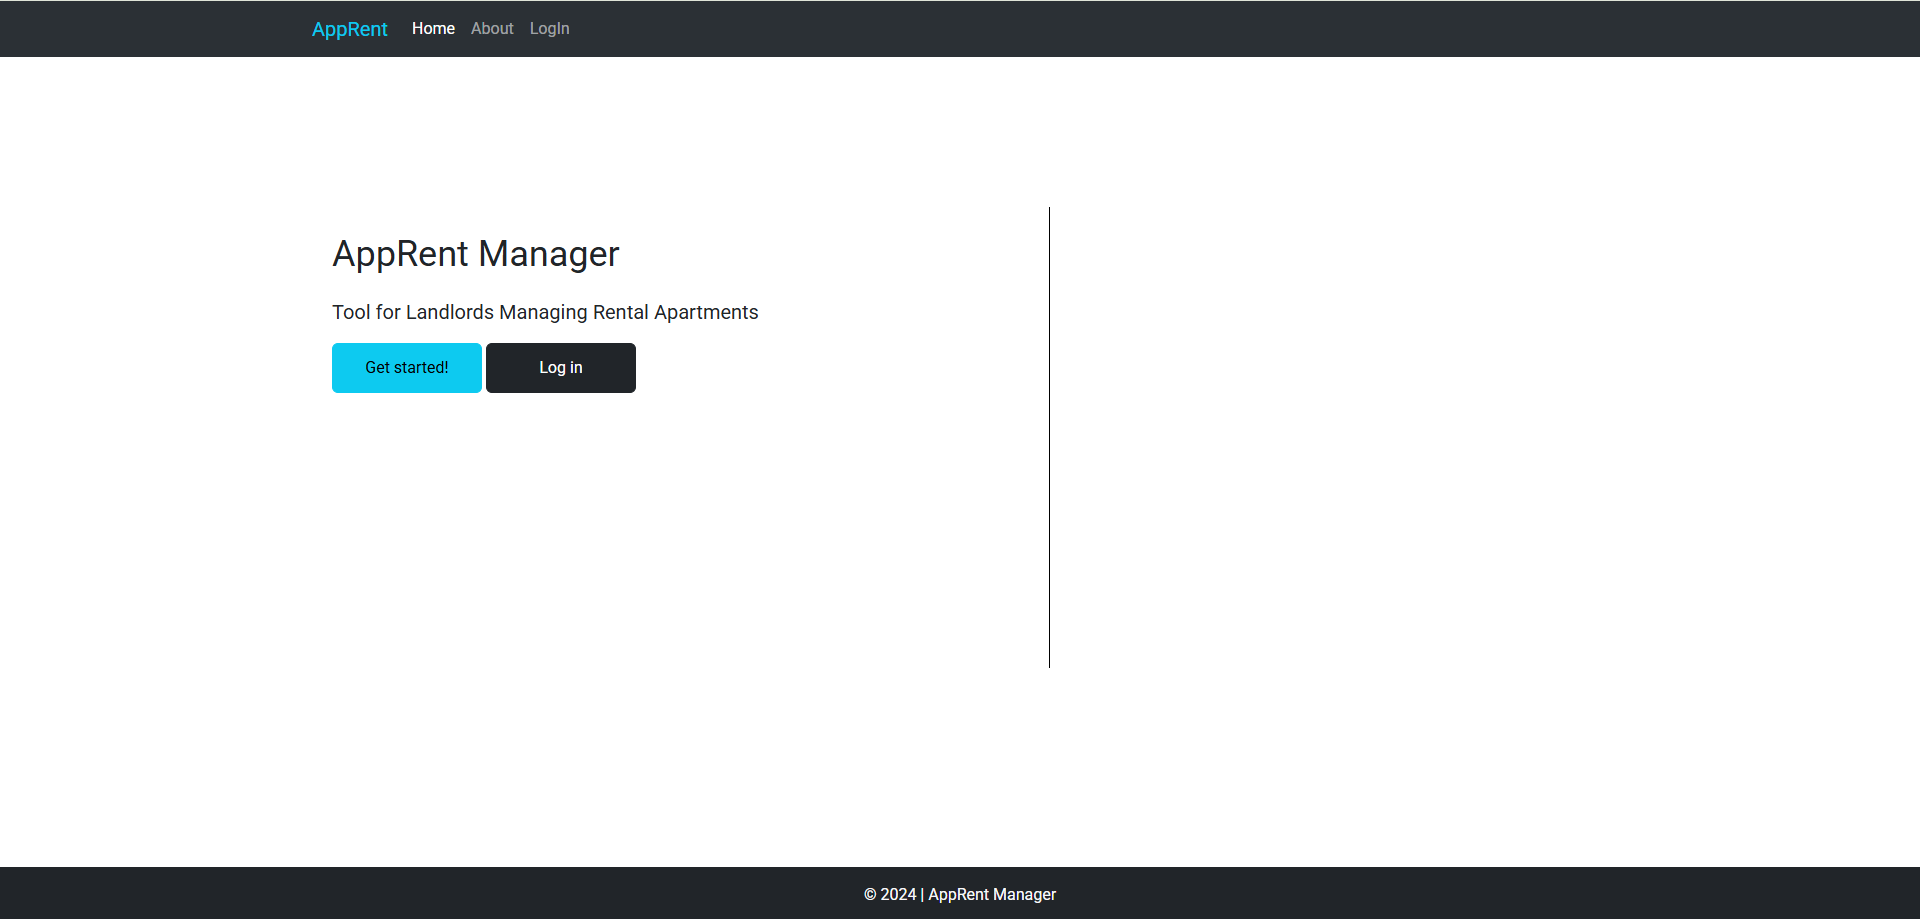 AppRent Home About LogIn
AppRent Manager
Tool for Landlords Managing Rental Apartments
Get started! Log in
© 2024 | AppRent Manager